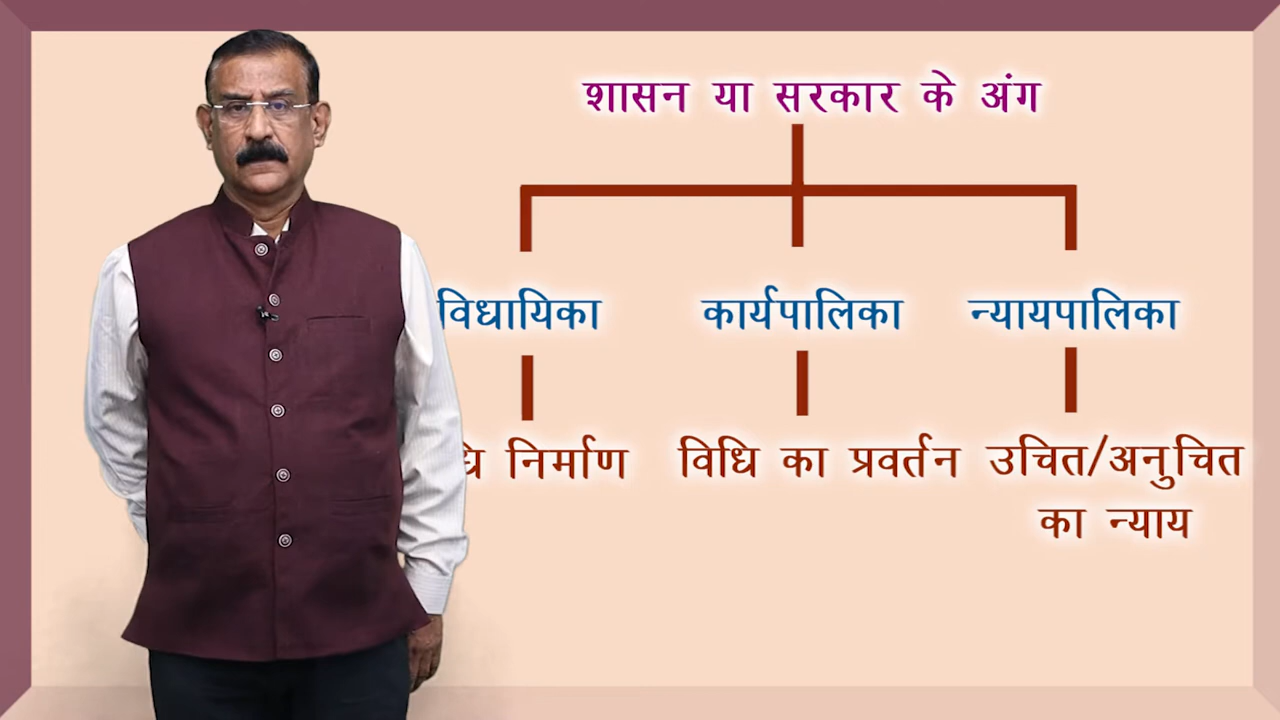 शासन या सरकार के अंग
विधायिका कार्यपालिका न्यायपालिका
निर्माण विधि का प्रवर्तन उचित/अनुचित
का न्याय